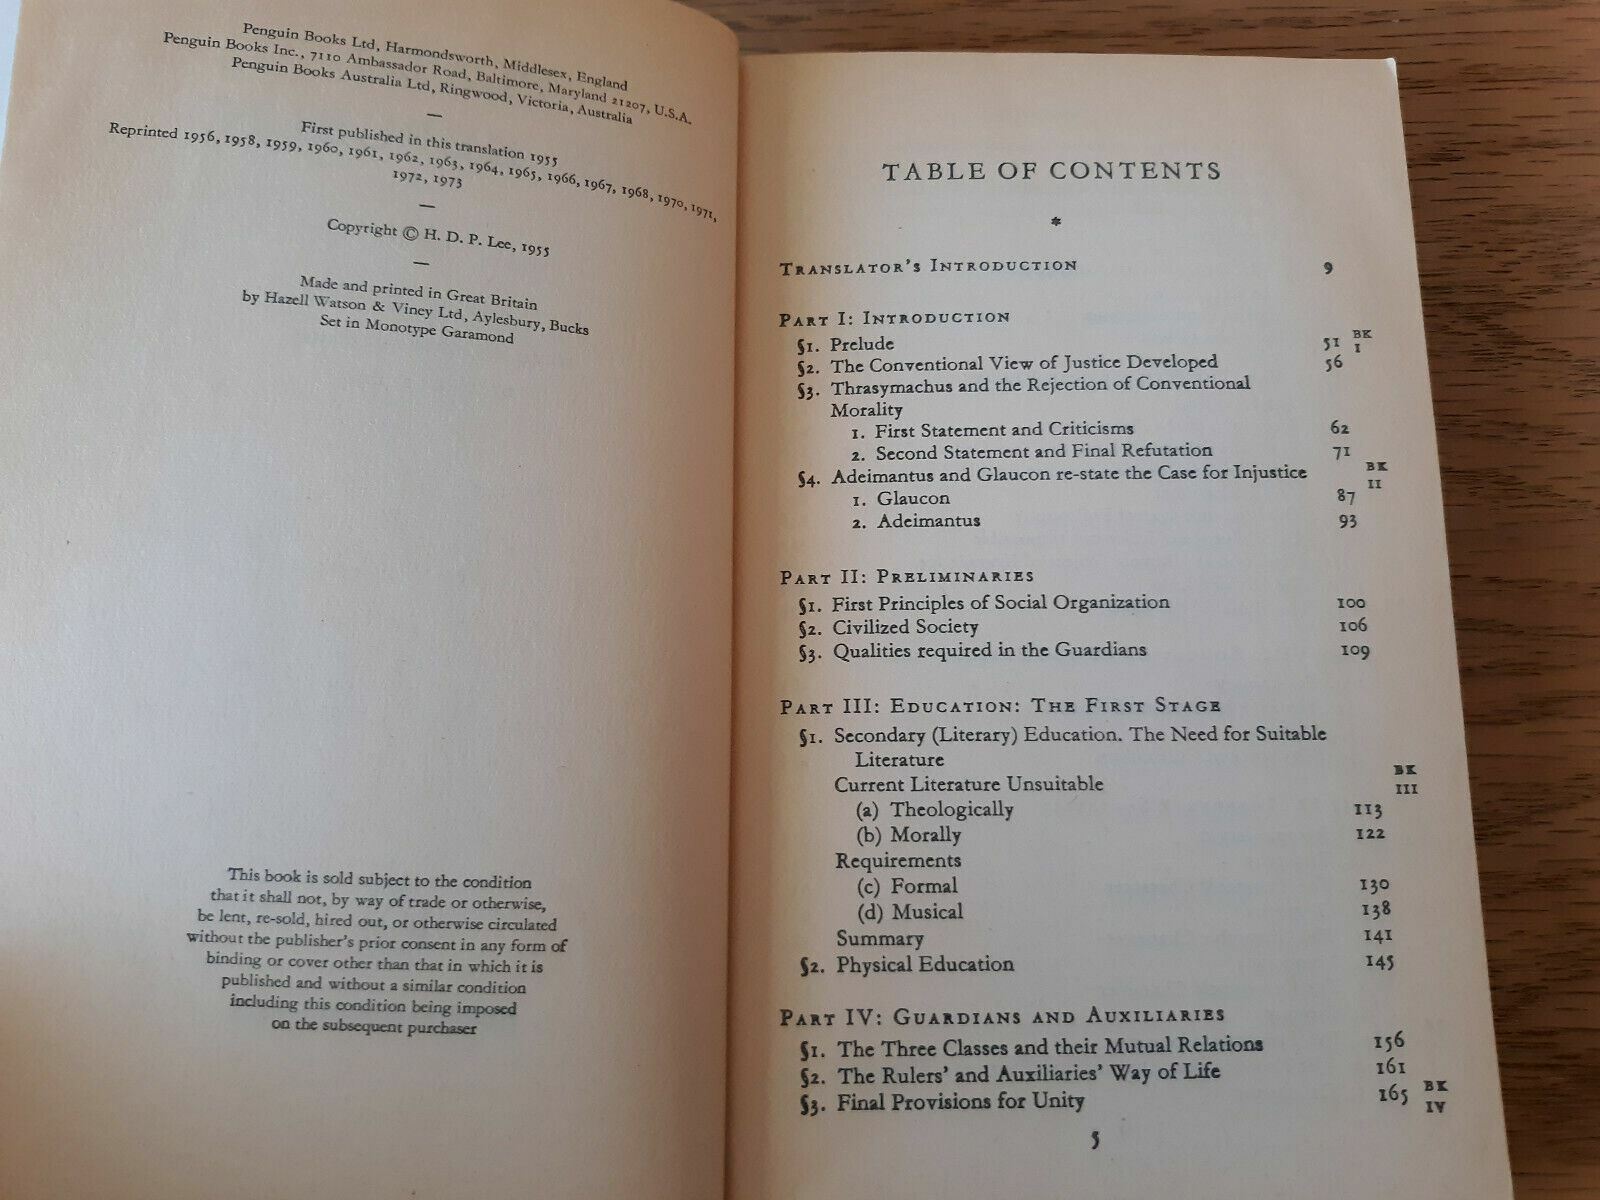 Penguin Books Ltd, Harmondsworth, Middlesex, England
Penguin Books Inc., 7110 Ambassador Road, Baltimore, Maryland 21207, U.S.A.
Penguin Books Australia Ltd, Ringwood, Victoria, Australia
—
First published in this translation 1955
Reprinted 1956, 1958, 1959, 1960, 1961, 1962, 1963, 1964, 1965, 1966, 1967, 1968, 1970, 1971,
1972, 1973
—
Copyright © H. D. P. Lee, 1955
—
Made and printed in Great Britain
by Hazell Watson & Viney Ltd, Aylesbury, Bucks
Set in Monotype Garamond
This book is sold subject to the condition
that it shall not, by way of trade or otherwise,
be lent, re-sold, hired out, or otherwise circulated
without the publisher's prior consent in any form of
binding or cover other than that in which it is
published and without a similar condition
including this condition being imposed
on the subsequent purchaser
TABLE OF CONTENTS
*
TRANSLATOR'S INTRODUCTION 9
PART I: INTRODUCTION
§1. Prelude 51 BK I
§2. The Conventional View of Justice Developed 56
§3. Thrasymachus and the Rejection of Conventional
Morality
1. First Statement and Criticisms 62
2. Second Statement and Final Refutation 71
§4. Adeimantus and Glaucon re-state the Case for Injustice BK II
1. Glaucon 87
2. Adeimantus 93
PART II: PRELIMINARIES
§1. First Principles of Social Organization 100
§2. Civilized Society 106
§3. Qualities required in the Guardians 109
PART III: EDUCATION: THE FIRST STAGE
§1. Secondary (Literary) Education. The Need for Suitable
Literature
Current Literature Unsuitable BK III
(a) Theologically 113
(b) Morally 122
Requirements
(c) Formal 130
(d) Musical 138
Summary 141
§2. Physical Education 145
PART IV: GUARDIANS AND AUXILIARIES
§1. The Three Classes and their Mutual Relations 156
§2. The Rulers' and Auxiliaries' Way of Life 161
§3. Final Provisions for Unity 165 BK IV
5